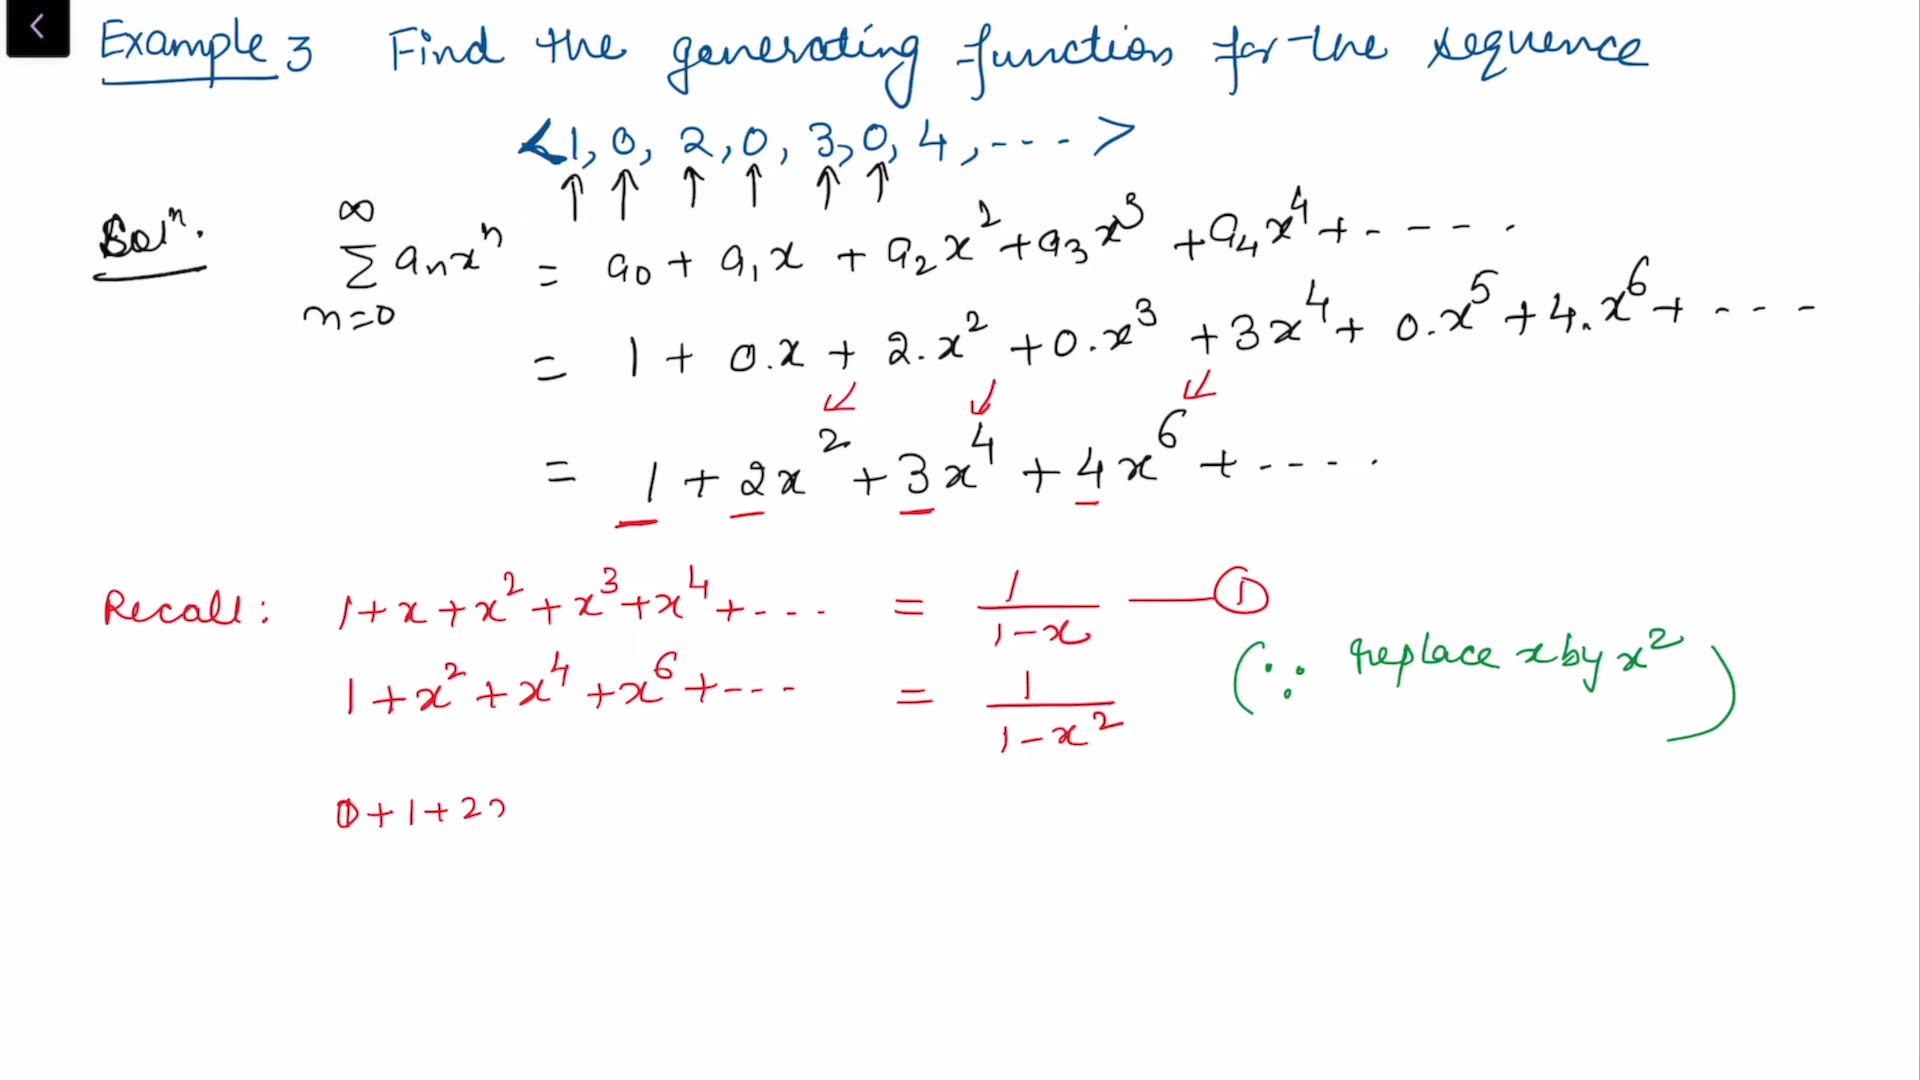 Example 3 Find the generating function for the sequence
<1, 0, 2, 0, 3, 0, 4, ---->
Solⁿ. ∞∑n=0 aₙxⁿ = a₀ + a₁x + a₂x² + a₃x³ + a₄x⁴ + -----
= 1 + 0.x + 2.x² + 0.x³ + 3x⁴ + 0.x⁵ + 4.x⁶ + ---
= 1 + 2x² + 3x⁴ + 4x⁶ + ----.
Recall: 1 + x + x² + x³ + x⁴ + --- = 1/(1-x) —①
1 + x² + x⁴ + x⁶ + --- = 1/(1-x²) (∵ replace x by x²)
0 + 1 + 2